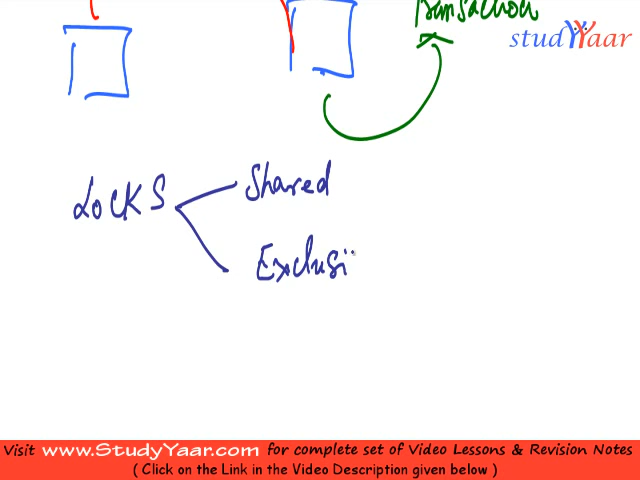 Transaction
studYYaar
Shared
LOCKS
Exclusi
Visit www.StudyYaar.com for complete set of Video Lessons & Revision Notes
( Click on the Link in the Video Description given below )